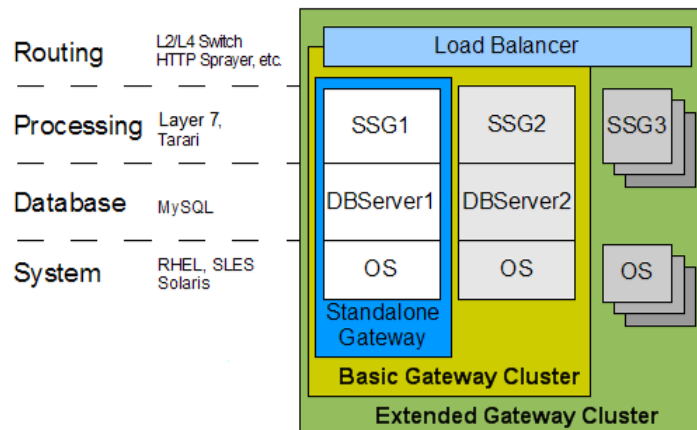 Routing
L2/L4 Switch
HTTP Sprayer, etc.
Load Balancer
Processing
Layer 7,
Tarari
SSG1
SSG2
SSG3
Database
MySQL
DBServer1
DBServer2
System
RHEL, SLES
Solaris
OS
OS
OS
Standalone
Gateway
Basic Gateway Cluster
Extended Gateway Cluster